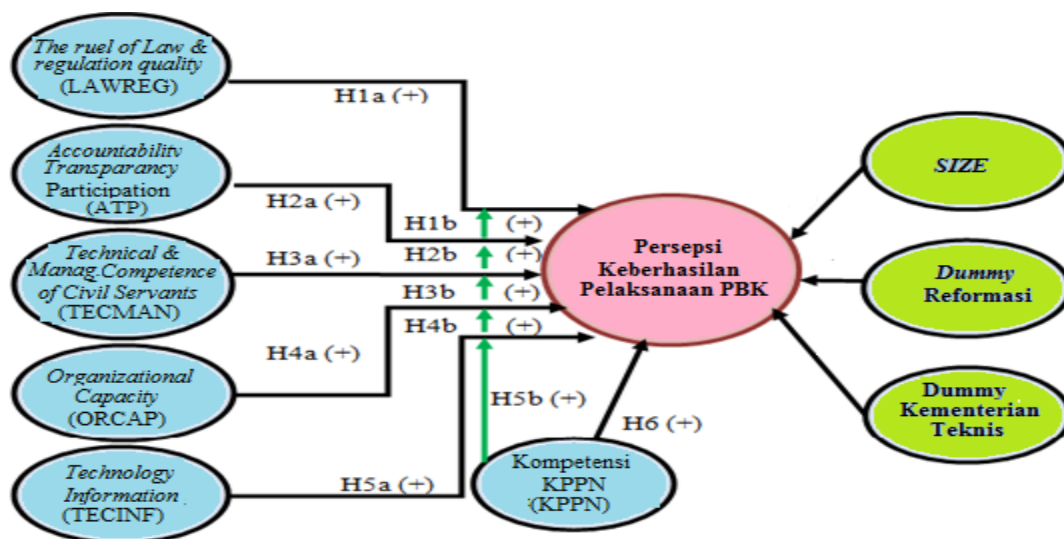 The ruel of Law &
regulation quality
(LAWREG)
H1a (+)
Accountability
Transparancy
Participation
(ATP)
H2a (+)
H1b (+)
H2b (+)
Technical &
Manag.Competence
of Civil Servants
(TECMAN)
H3a (+)
H3b (+)
H4b (+)
Organizational
Capacity
(ORCAP)
H4a (+)
Technology
Information
(TECINF)
H5a (+)
H5b (+)
Kompetensi
KPPN
(KPPN)
H6 (+)
Persepsi
Keberhasilan
Pelaksanaan PBK
SIZE
Dummy
Reformasi
Dummy
Kementerian
Teknis